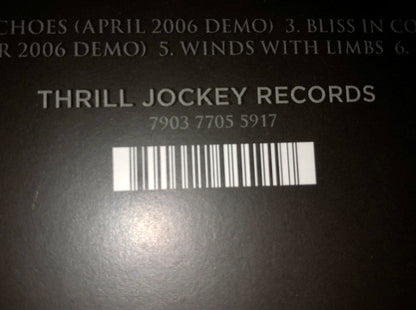 CHOES (APRIL 2006 DEMO) 3. BLISS IN CO
R 2006 DEMO) 5. WINDS WITH LIMBS 6.
THRILL JOCKEY RECORDS
7903 7705 5917